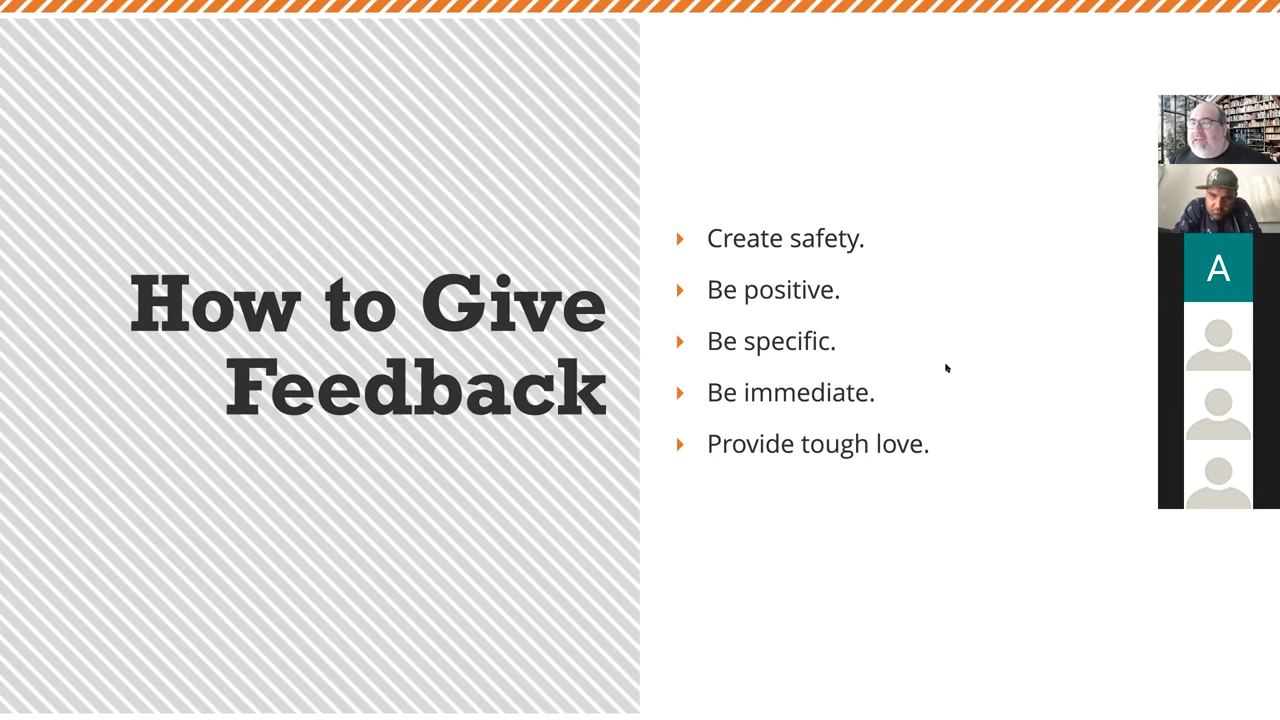 How to Give
Feedback
Create safety.
Be positive.
Be specific.
Be immediate.
Provide tough love.
A